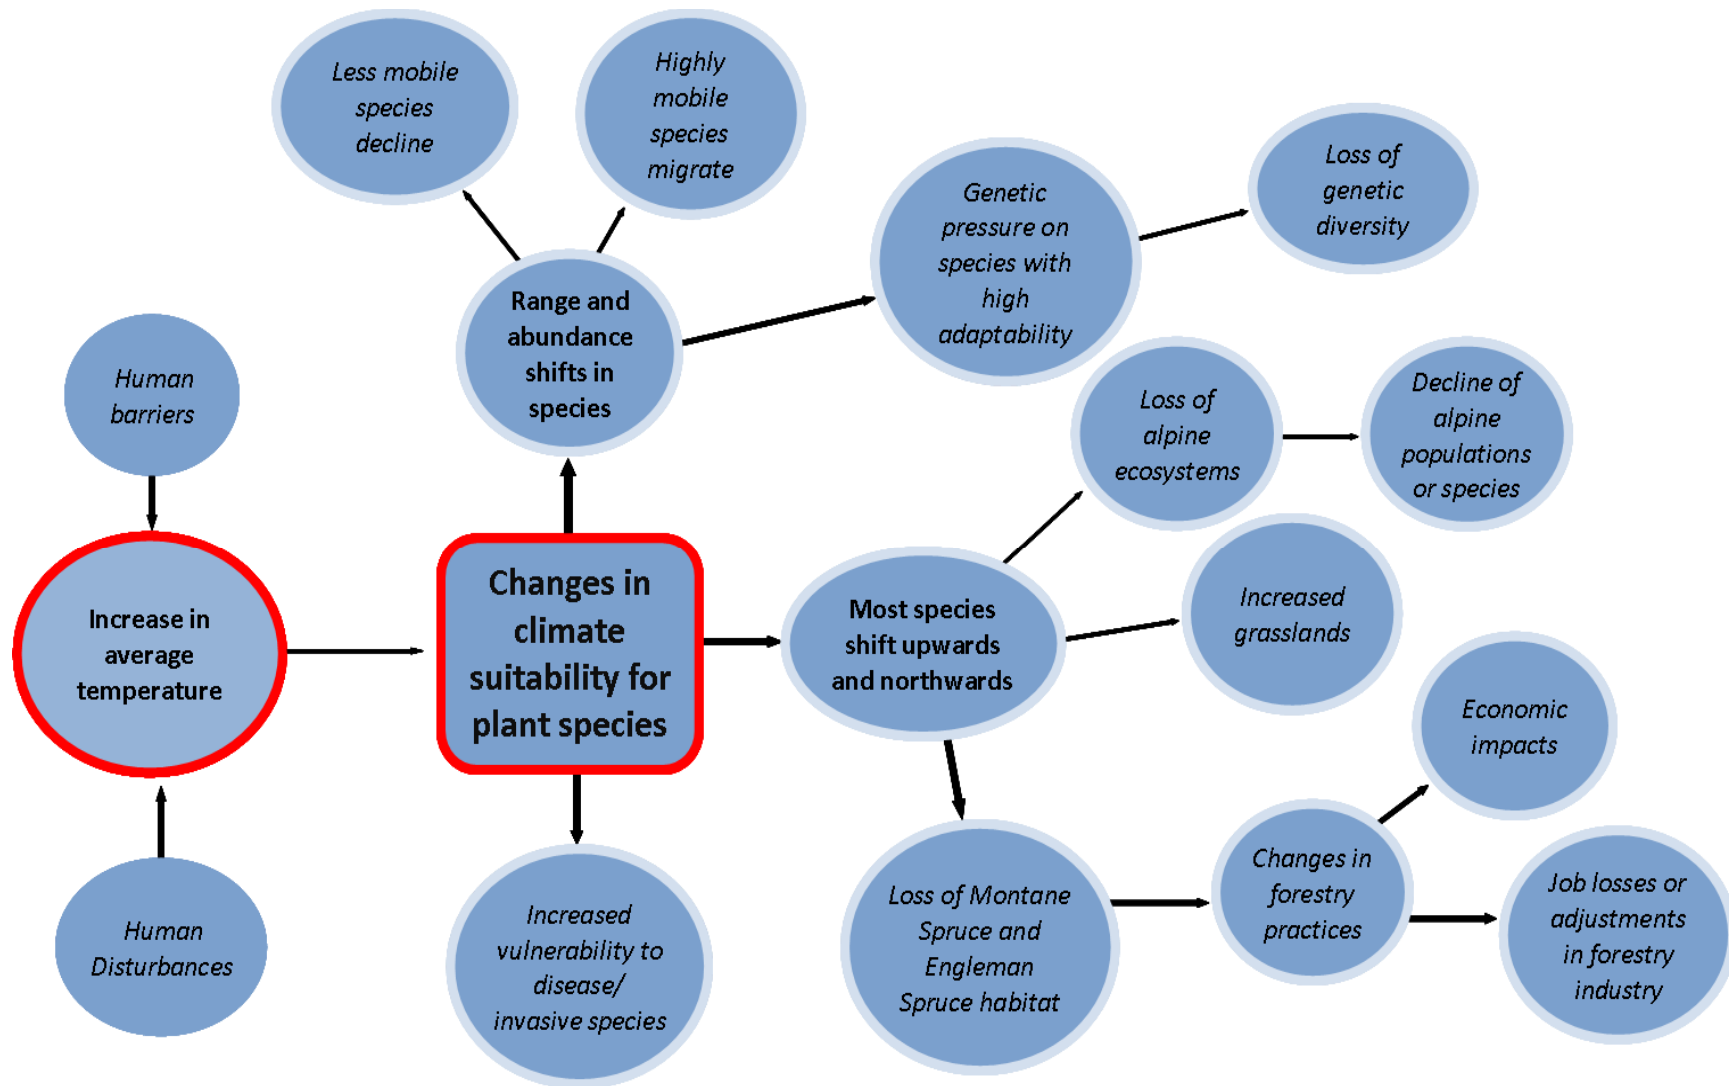 Less mobile
species
decline
Highly
mobile
species
migrate
Genetic
pressure on
species with
high
adaptability
Loss of
genetic
diversity
Range and
abundance
shifts in
species
Human
barriers
Loss of
alpine
ecosystems
Decline of
alpine
populations
or species
Increase in
average
temperature
Changes in
climate
suitability for
plant species
Most species
shift upwards
and northwards
Increased
grasslands
Economic
impacts
Human
Disturbances
Increased
vulnerability to
disease/
invasive species
Loss of Montane
Spruce and
Engleman
Spruce habitat
Changes in
forestry
practices
Job losses or
adjustments
in forestry
industry